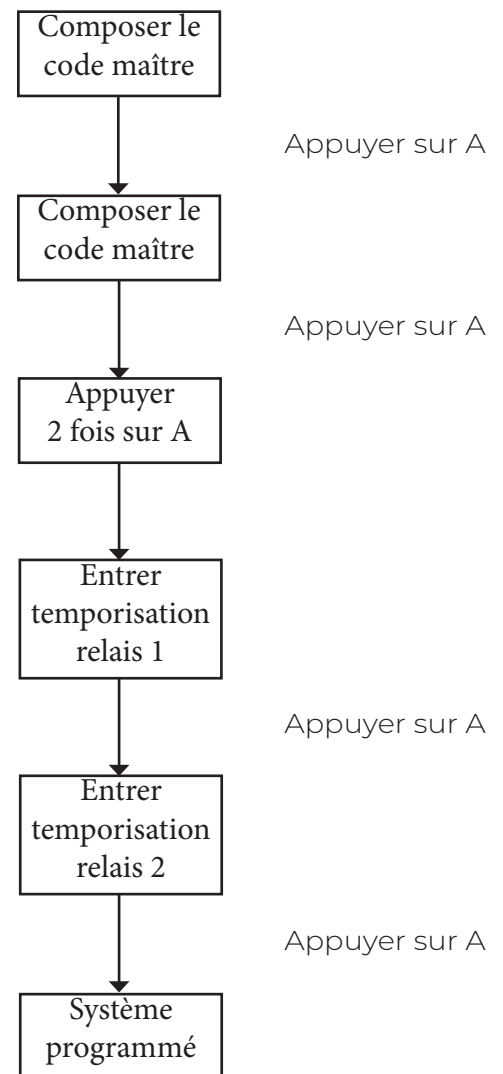 Composer le
code maître
Appuyer sur A
Composer le
code maître
Appuyer sur A
Appuyer
2 fois sur A
Entrer
temporisation
relais 1
Appuyer sur A
Entrer
temporisation
relais 2
Appuyer sur A
Système
programmé